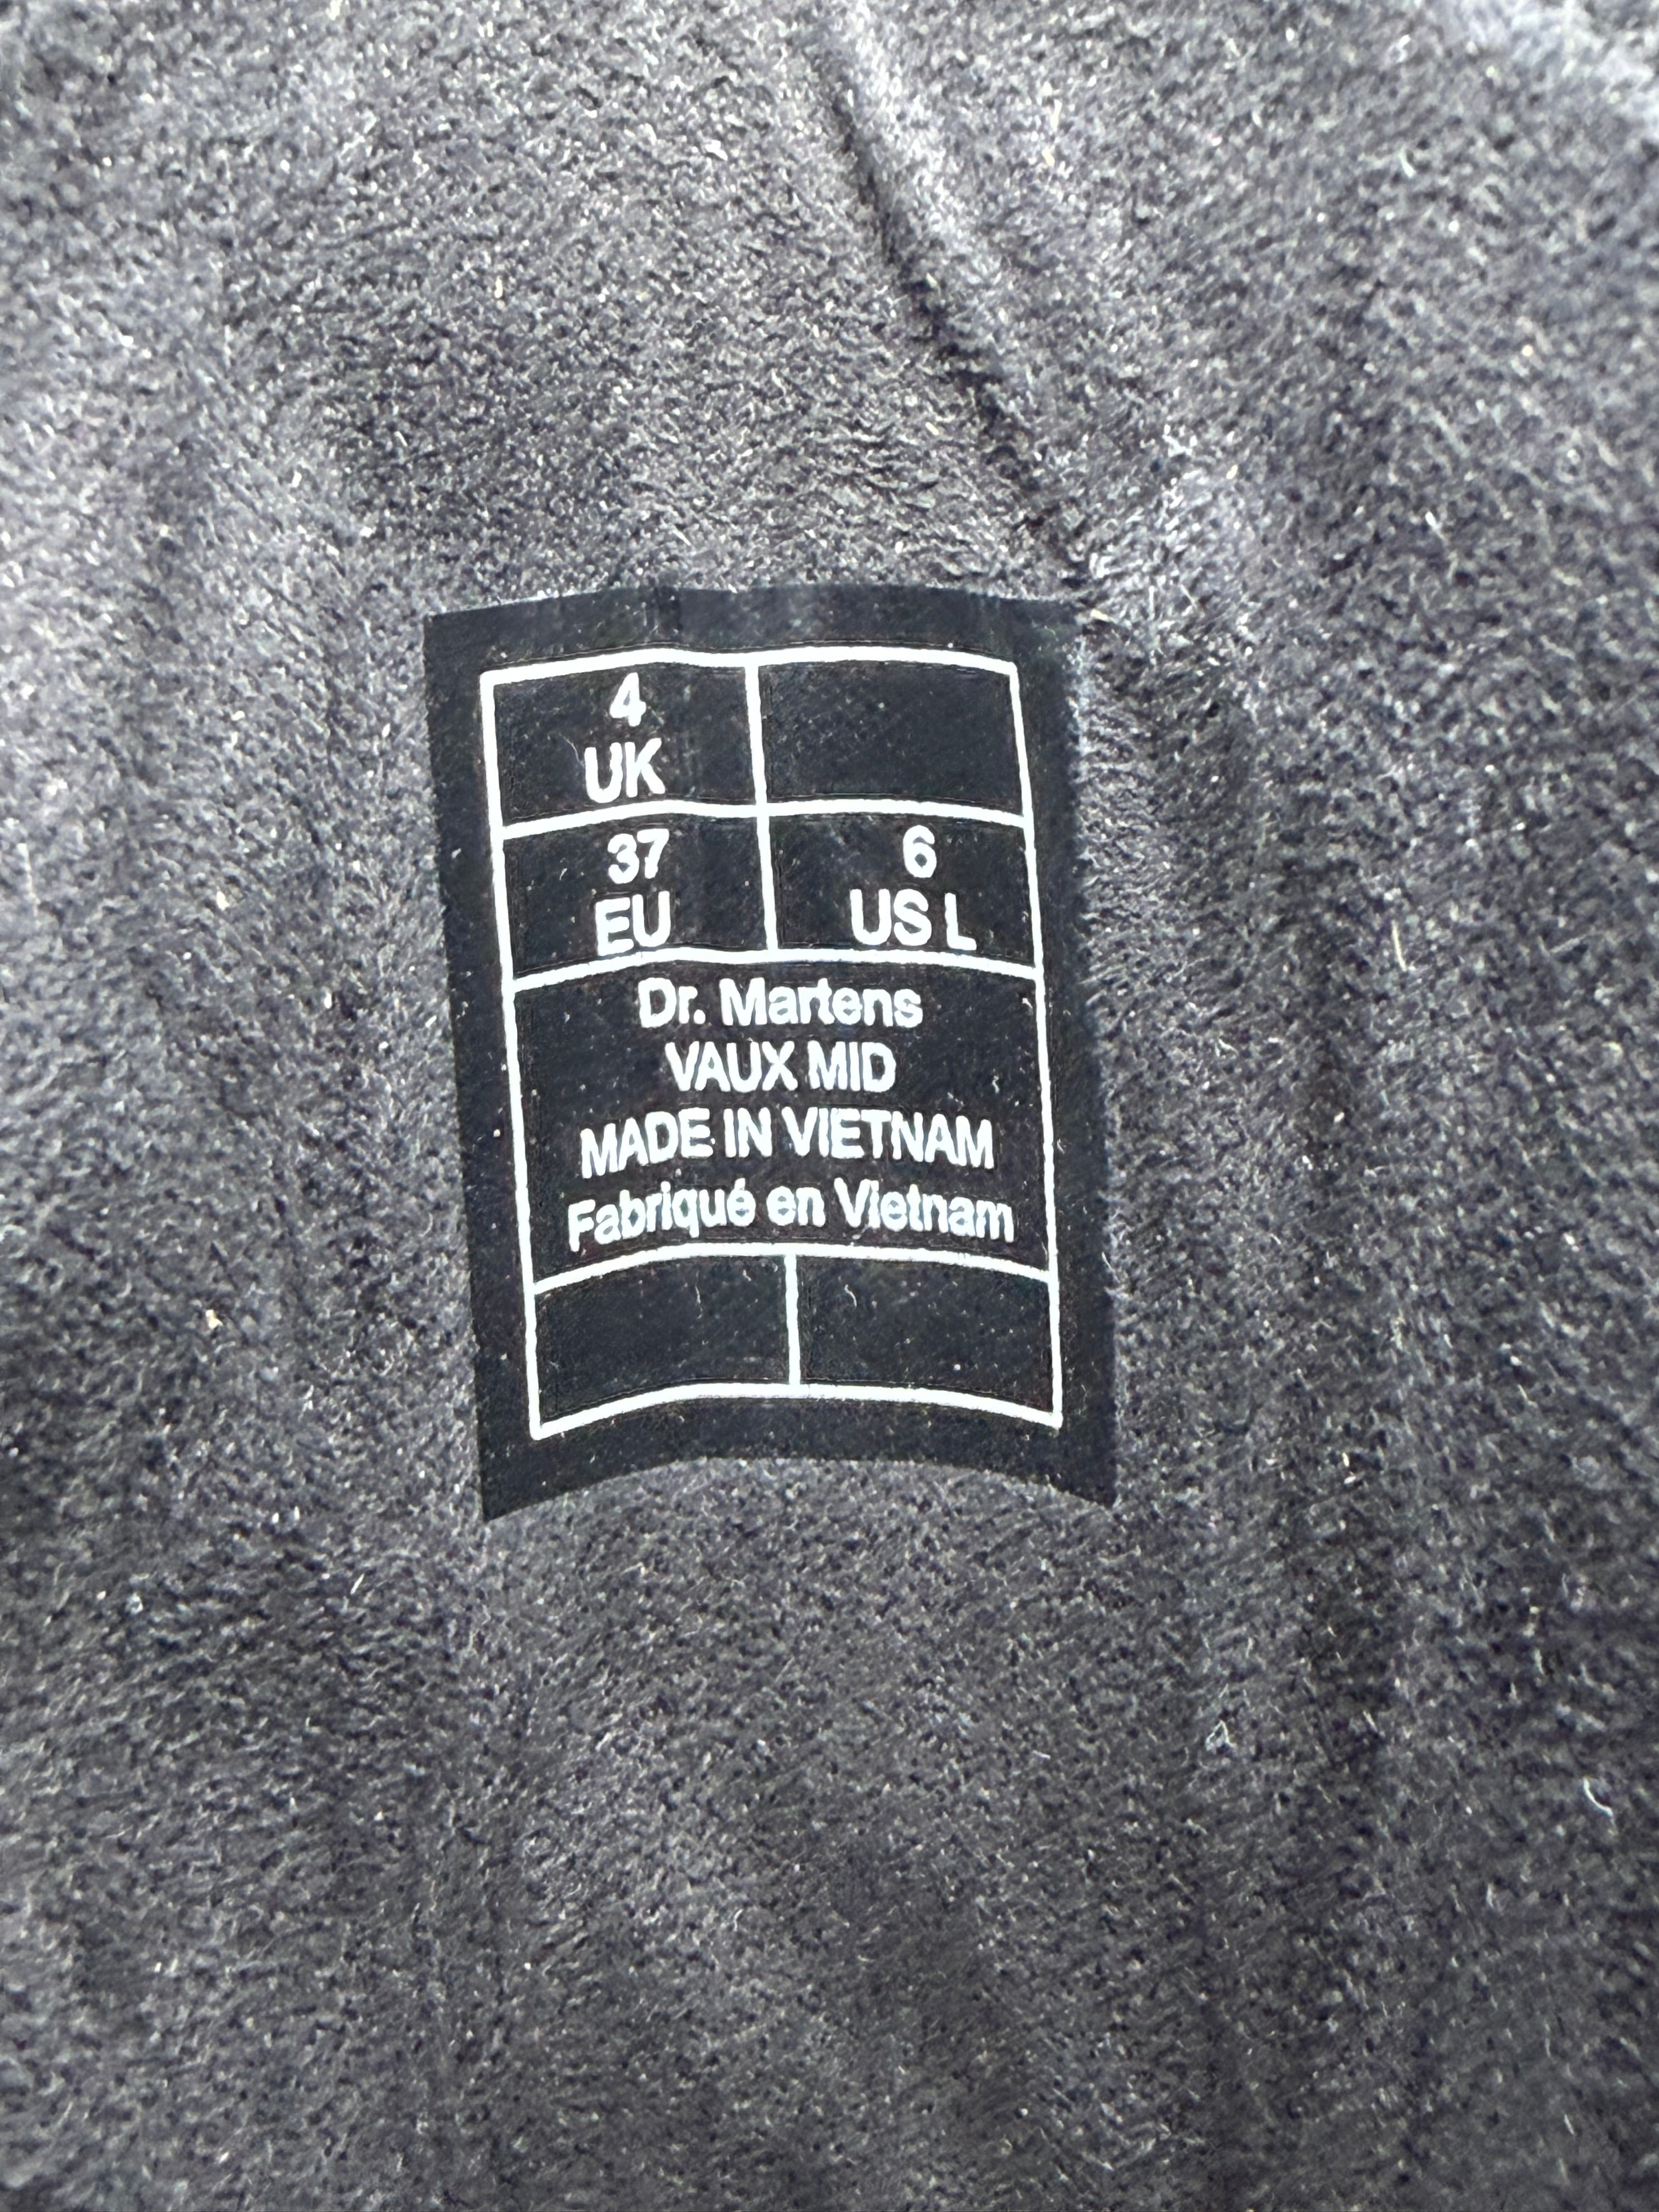 4
UK
37
EU
6
US L
Dr. Martens
VAUX MID
MADE IN VIETNAM
Fabriqué en Vietnam